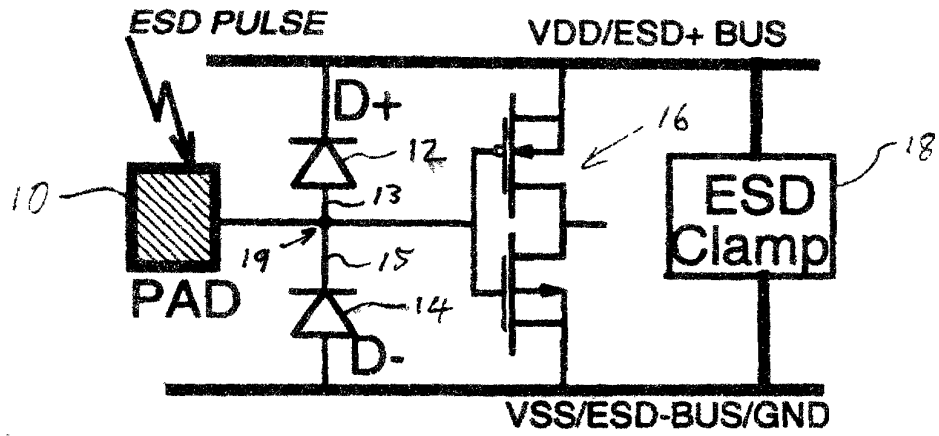 ESD PULSE
VDD/ESD+ BUS
D+
12
16
18
10
13
ESD
Clamp
19
15
PAD
14
D-
VSS/ESD-BUS/GND